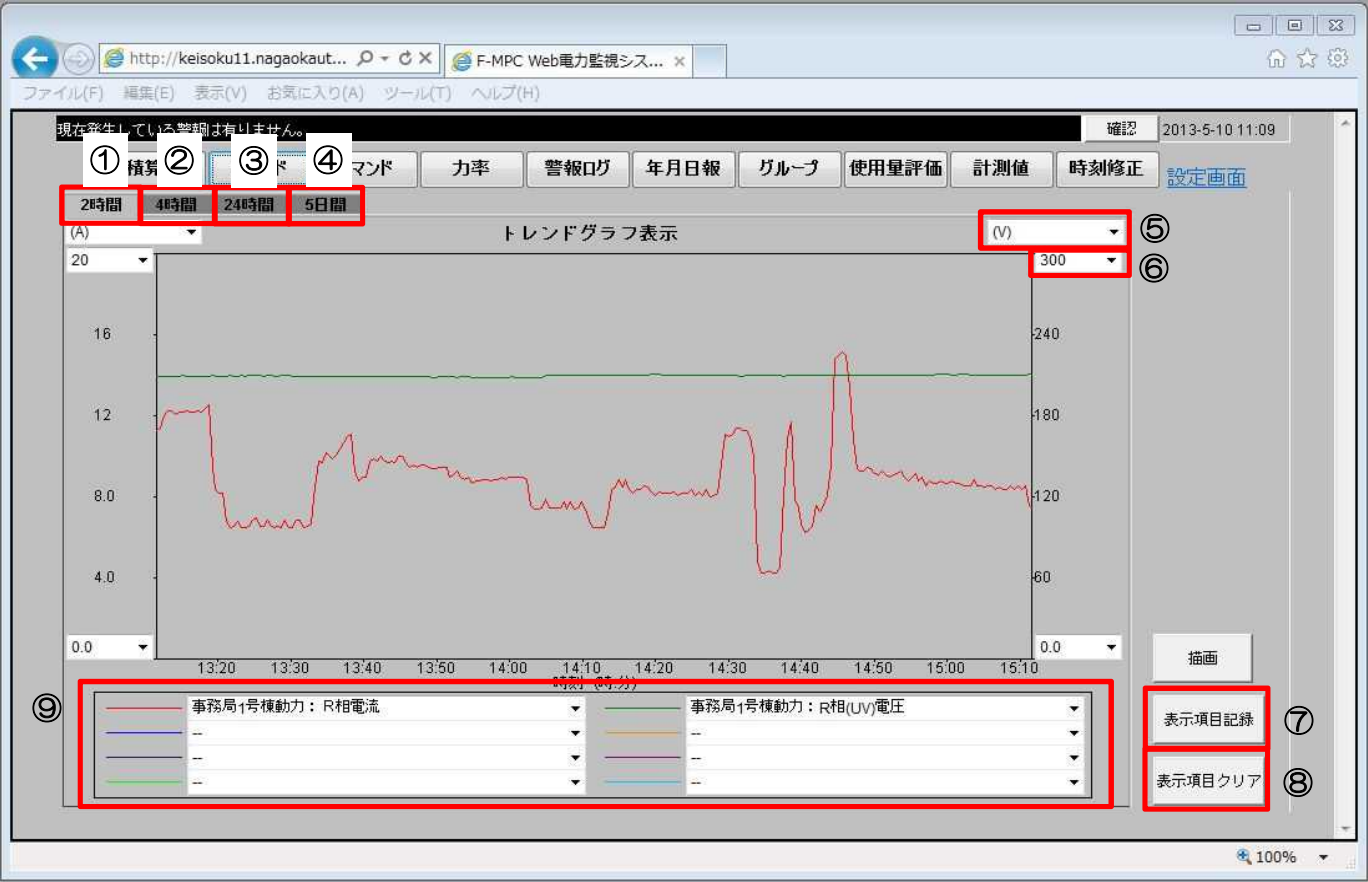 http://keisoku11.nagaokaut...
F-MPC Web電力監視シス... ×
ファイル(F) 編集(E) 表示(V) お気に入り(A) ツール(T) ヘルプ(H)
現在発生している警報は有りません。 確認 2013-5-10 11:09
① ② ③ ④
積算 ド マンド 力率 警報ログ 年月日報 グループ 使用量評価 計測値 時刻修正 設定画面
2時間 4時間 24時間 5日間
(A) トレンドグラフ表示 (V) ⑤
20 300 ⑥
16 240
12 180
8.0 120
4.0 60
0.0 0.0 描画
13:20 13:30 13:40 13:50 14:00 14:10 14:20 14:30 14:40 14:50 15:00 15:10
時刻 (時:分)
⑨ 事務局1号棟動力： R相電流 事務局1号棟動力： R相(UV)電圧 表示項目記録 ⑦
-- --
-- --
-- -- 表示項目クリア ⑧
100%